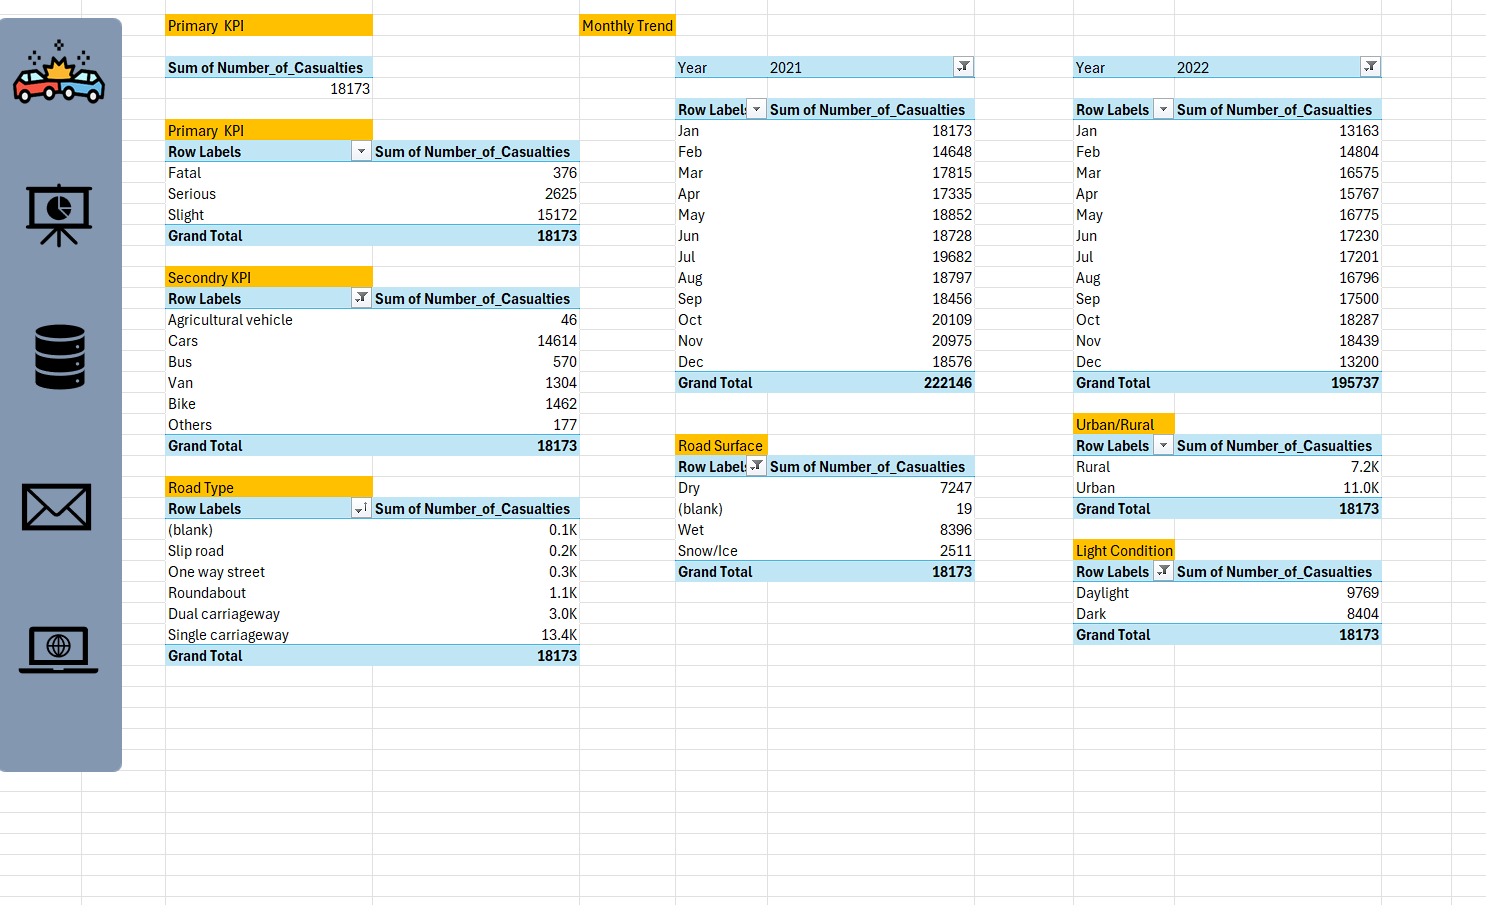 Primary  KPI
Sum of Number_of_Casualties
18173
Primary  KPI
Row Labels Sum of Number_of_Casualties
Fatal 376
Serious 2625
Slight 15172
Grand Total 18173
Secondry KPI
Row Labels Sum of Number_of_Casualties
Agricultural vehicle 46
Cars 14614
Bus 570
Van 1304
Bike 1462
Others 177
Grand Total 18173
Road Type
Row Labels Sum of Number_of_Casualties
(blank) 0.1K
Slip road 0.2K
One way street 0.3K
Roundabout 1.1K
Dual carriageway 3.0K
Single carriageway 13.4K
Grand Total 18173
Monthly Trend
Year 2021
Row Labels Sum of Number_of_Casualties
Jan 18173
Feb 14648
Mar 17815
Apr 17335
May 18852
Jun 18728
Jul 19682
Aug 18797
Sep 18456
Oct 20109
Nov 20975
Dec 18576
Grand Total 222146
Road Surface
Row Labels Sum of Number_of_Casualties
Dry 7247
(blank) 19
Wet 8396
Snow/Ice 2511
Grand Total 18173
Year 2022
Row Labels Sum of Number_of_Casualties
Jan 13163
Feb 14804
Mar 16575
Apr 15767
May 16775
Jun 17230
Jul 17201
Aug 16796
Sep 17500
Oct 18287
Nov 18439
Dec 13200
Grand Total 195737
Urban/Rural
Row Labels Sum of Number_of_Casualties
Rural 7.2K
Urban 11.0K
Grand Total 18173
Light Condition
Row Labels Sum of Number_of_Casualties
Daylight 9769
Dark 8404
Grand Total 18173